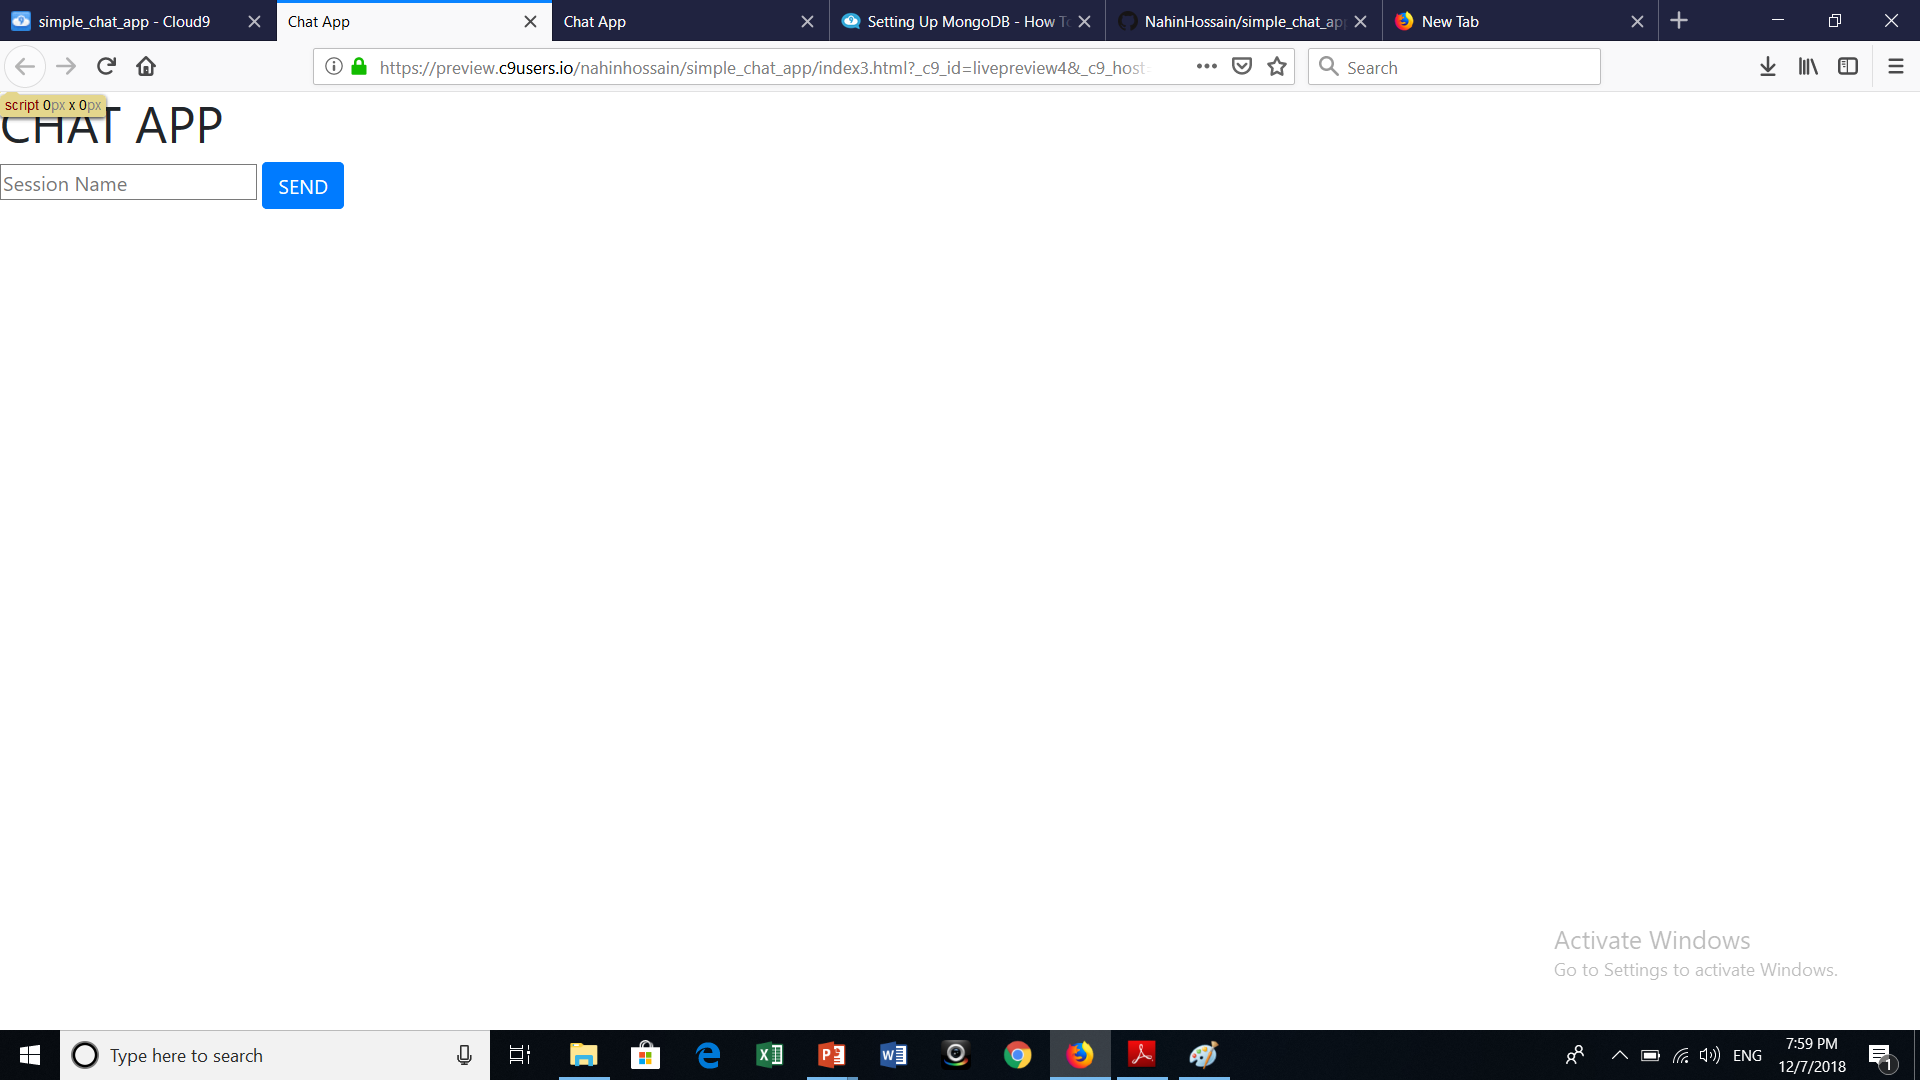 simple_chat_app - Cloud9
Chat App
Chat App
Setting Up MongoDB - How To
NahinHossain/simple_chat_app
New Tab
https://preview.c9users.io/nahinhossain/simple_chat_app/index3.html?_c9_id=livepreview4&_c9_host=
Search
script 0px x 0px
CHAT APP
Session Name
SEND
Activate Windows
Go to Settings to activate Windows.
Type here to search
ENG
7:59 PM
12/7/2018
1